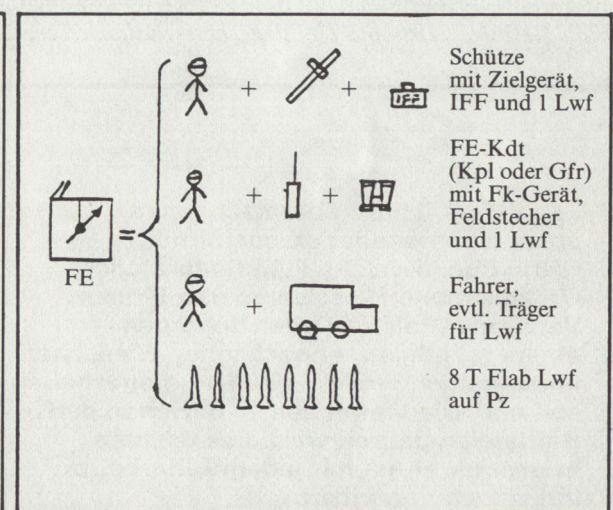 Schütze
mit Zielgerät,
IFF und 1 Lwf
IFF
FE-Kdt
(Kpl oder Gfr)
mit Fk-Gerät,
Feldstecher
und 1 Lwf
FE
Fahrer,
evtl. Träger
für Lwf
8 T Flab Lwf
auf Pz